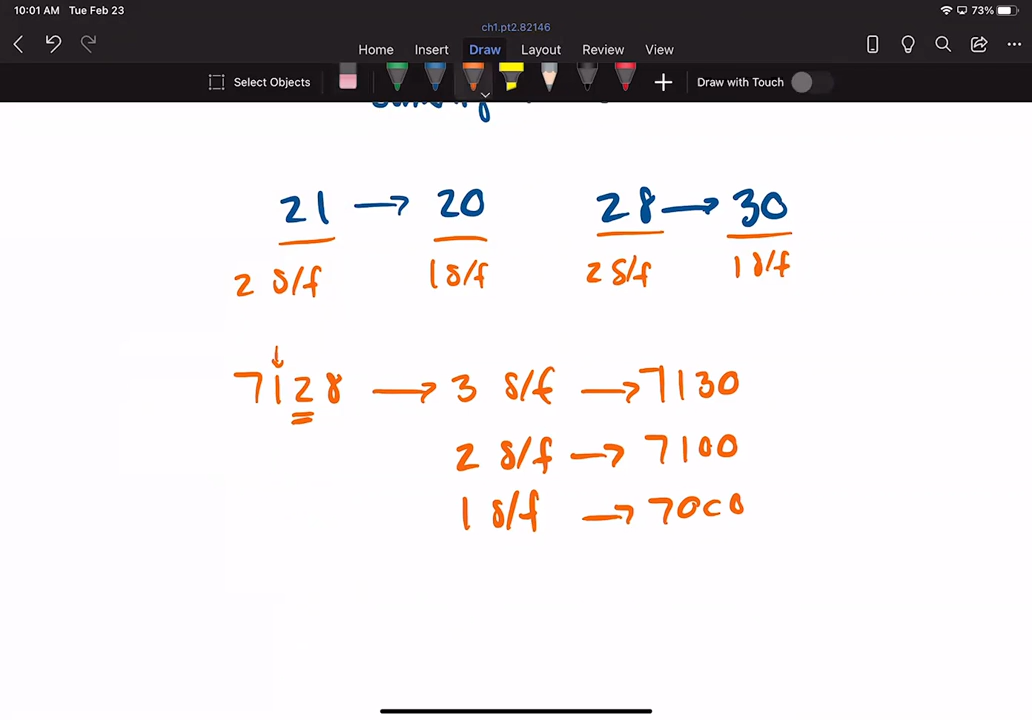 10:01 AM Tue Feb 23 73%
ch1.pt2.82146
Home Insert Draw Layout Review View
Select Objects Draw with Touch
21 → 20 28 → 30
2 s/f 1 s/f 2 s/f 1 s/f
7128 → 3 s/f → 7130
2 s/f → 7100
1 s/f → 7000